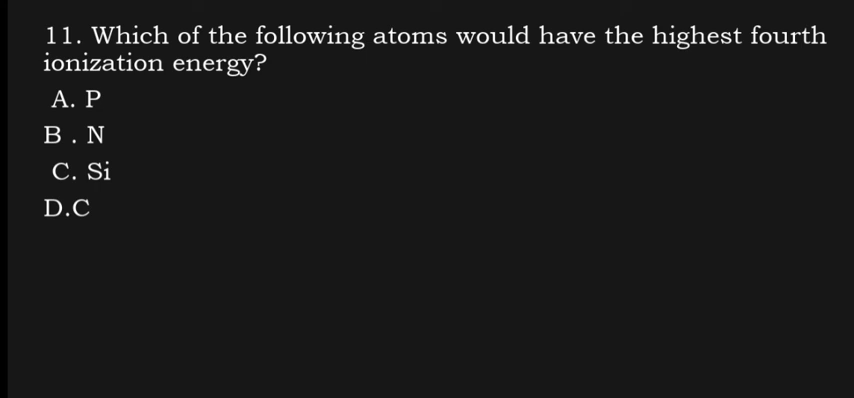 11. Which of the following atoms would have the highest fourth
ionization energy?
A. P
B . N
C. Si
D.C